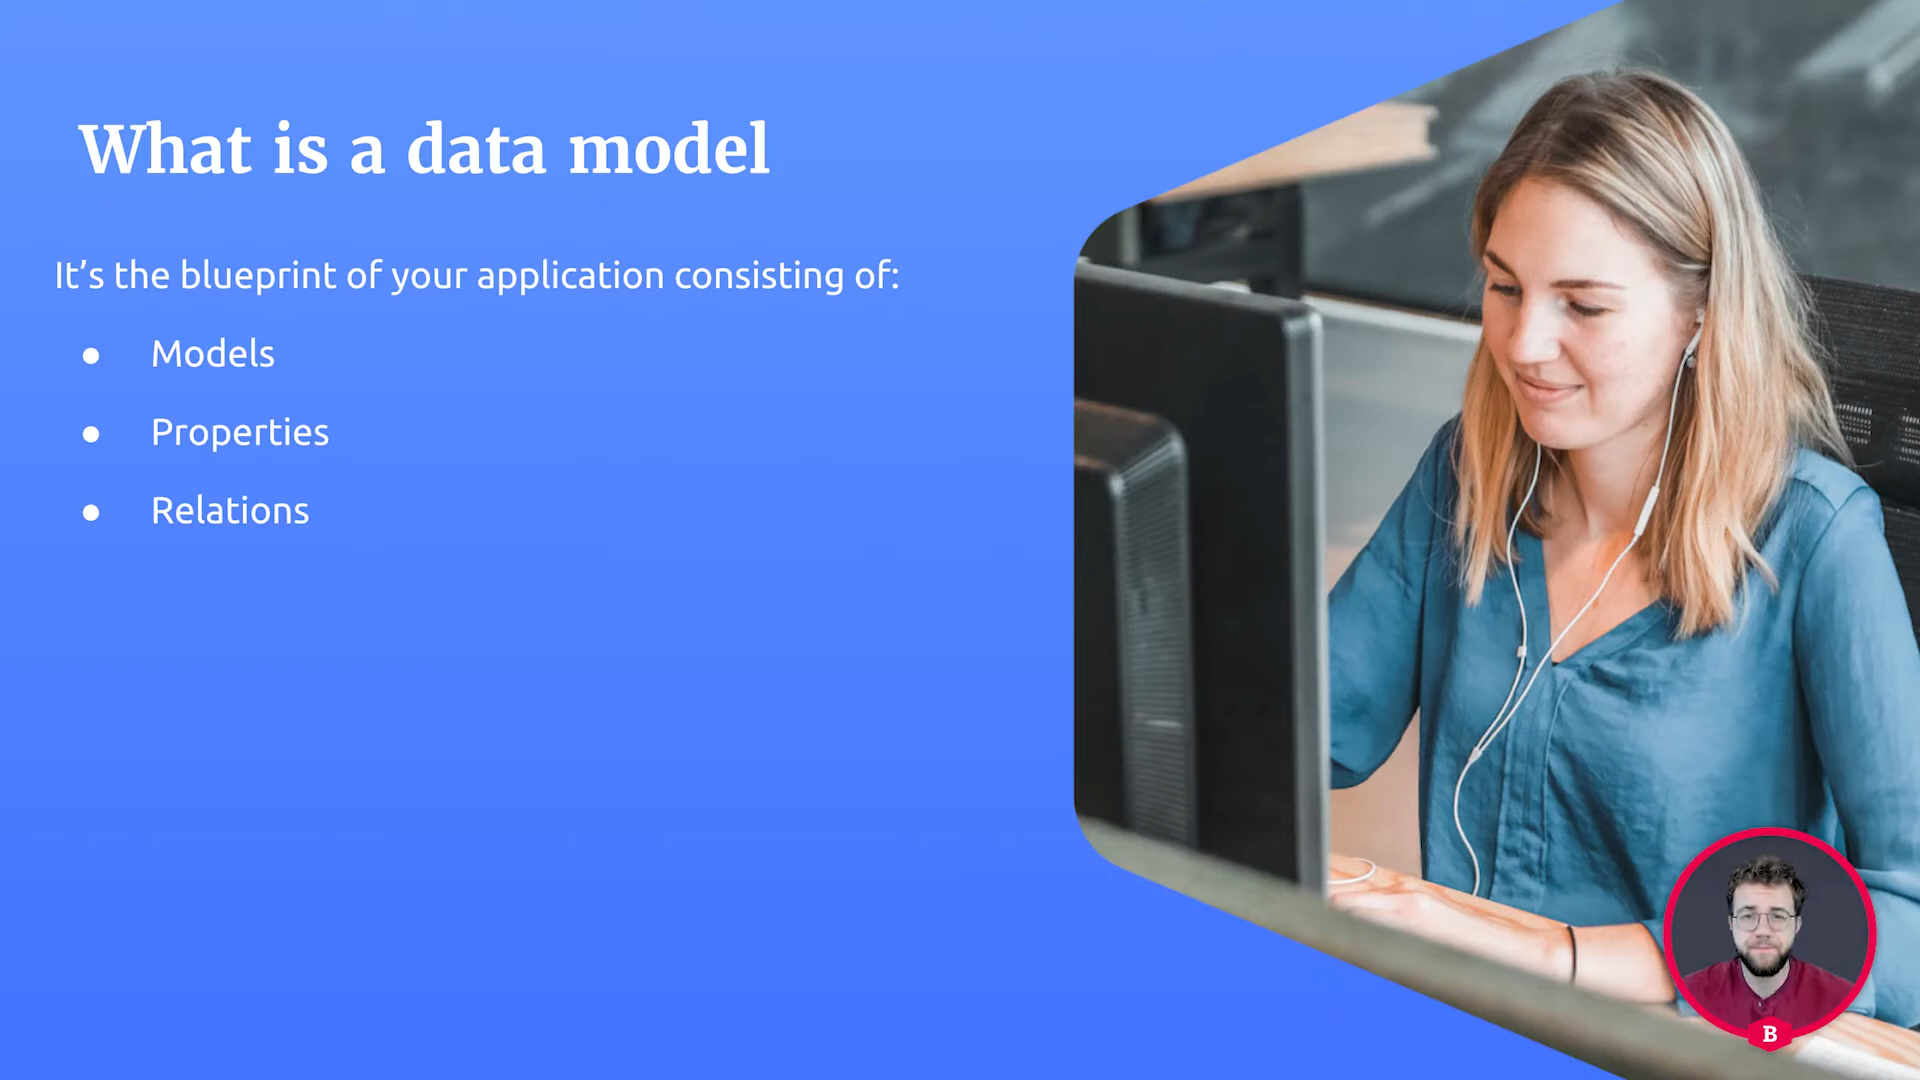 What is a data model
It’s the blueprint of your application consisting of:
● Models
● Properties
● Relations
B